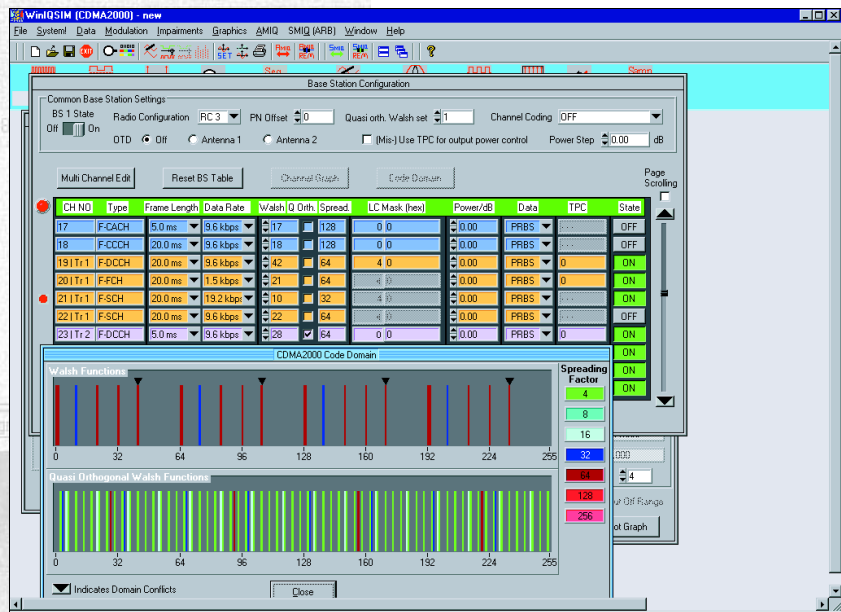 WinIQSIM (CDMA2000) - new
File System! Data Modulation Impairments Graphics AMIQ SMIQ (ARB) Window Help
SET
Base Station Configuration
Common Base Station Settings
BS 1 State Radio Configuration RC 3 PN Offset 0 Quasi orth. Walsh set 1 Channel Coding OFF
Off On OTD Off Antenna 1 Antenna 2 (Mis-) Use TPC for output power control Power Step 0.00 dB
Multi Channel Edit Reset BS Table Channel Graph Code Domain Page Scrolling
CH NO Type Frame Length Data Rate Walsh Q Orth. Spread. LC Mask (hex) Power/dB Data TPC State
17 F-CACH 5.0 ms 9.6 kbps 17 128 0 0 0.00 PRBS - - - OFF
18 F-CCCH 20.0 ms 9.6 kbps 18 128 0 0 0.00 PRBS - - - OFF
19 | Tr 1 F-DCCH 20.0 ms 9.6 kbps 42 64 4 0 0.00 PRBS 0 ON
20 | Tr 1 F-FCH 20.0 ms 1.5 kbps 21 64 4 0 0.00 PRBS 0 ON
21 | Tr 1 F-SCH 20.0 ms 19.2 kbps 10 32 4 0 0.00 PRBS - - - ON
22 | Tr 1 F-SCH 20.0 ms 9.6 kbps 22 64 0.00 PRBS - - - OFF
23 | Tr 2 F-DCCH 5.0 ms 9.6 kbps 28 64 0 0 0.00 PRBS 0 ON
ON
ON
ON
CDMA2000 Code Domain
Walsh Functions
0 32 64 96 128 160 192 224 255
Quasi Orthogonal Walsh Functions
0 32 64 96 128 160 192 224 255
Spreading Factor
4
8
16
32
64
128
256
.000
4
Out Off Range
ot Graph
Indicates Domain Conflicts
Close